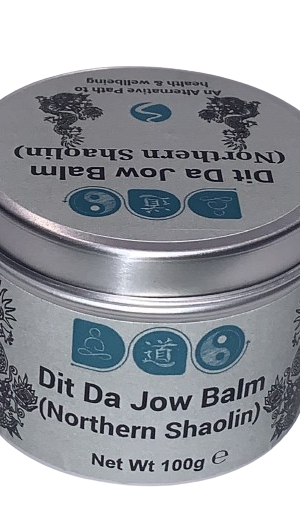 An Alternative Path to
health & wellbeing
Dit Da Jow Balm
(Northern Shaolin)
道
道
Dit Da Jow Balm
(Northern Shaolin)
Net Wt 100g ℮